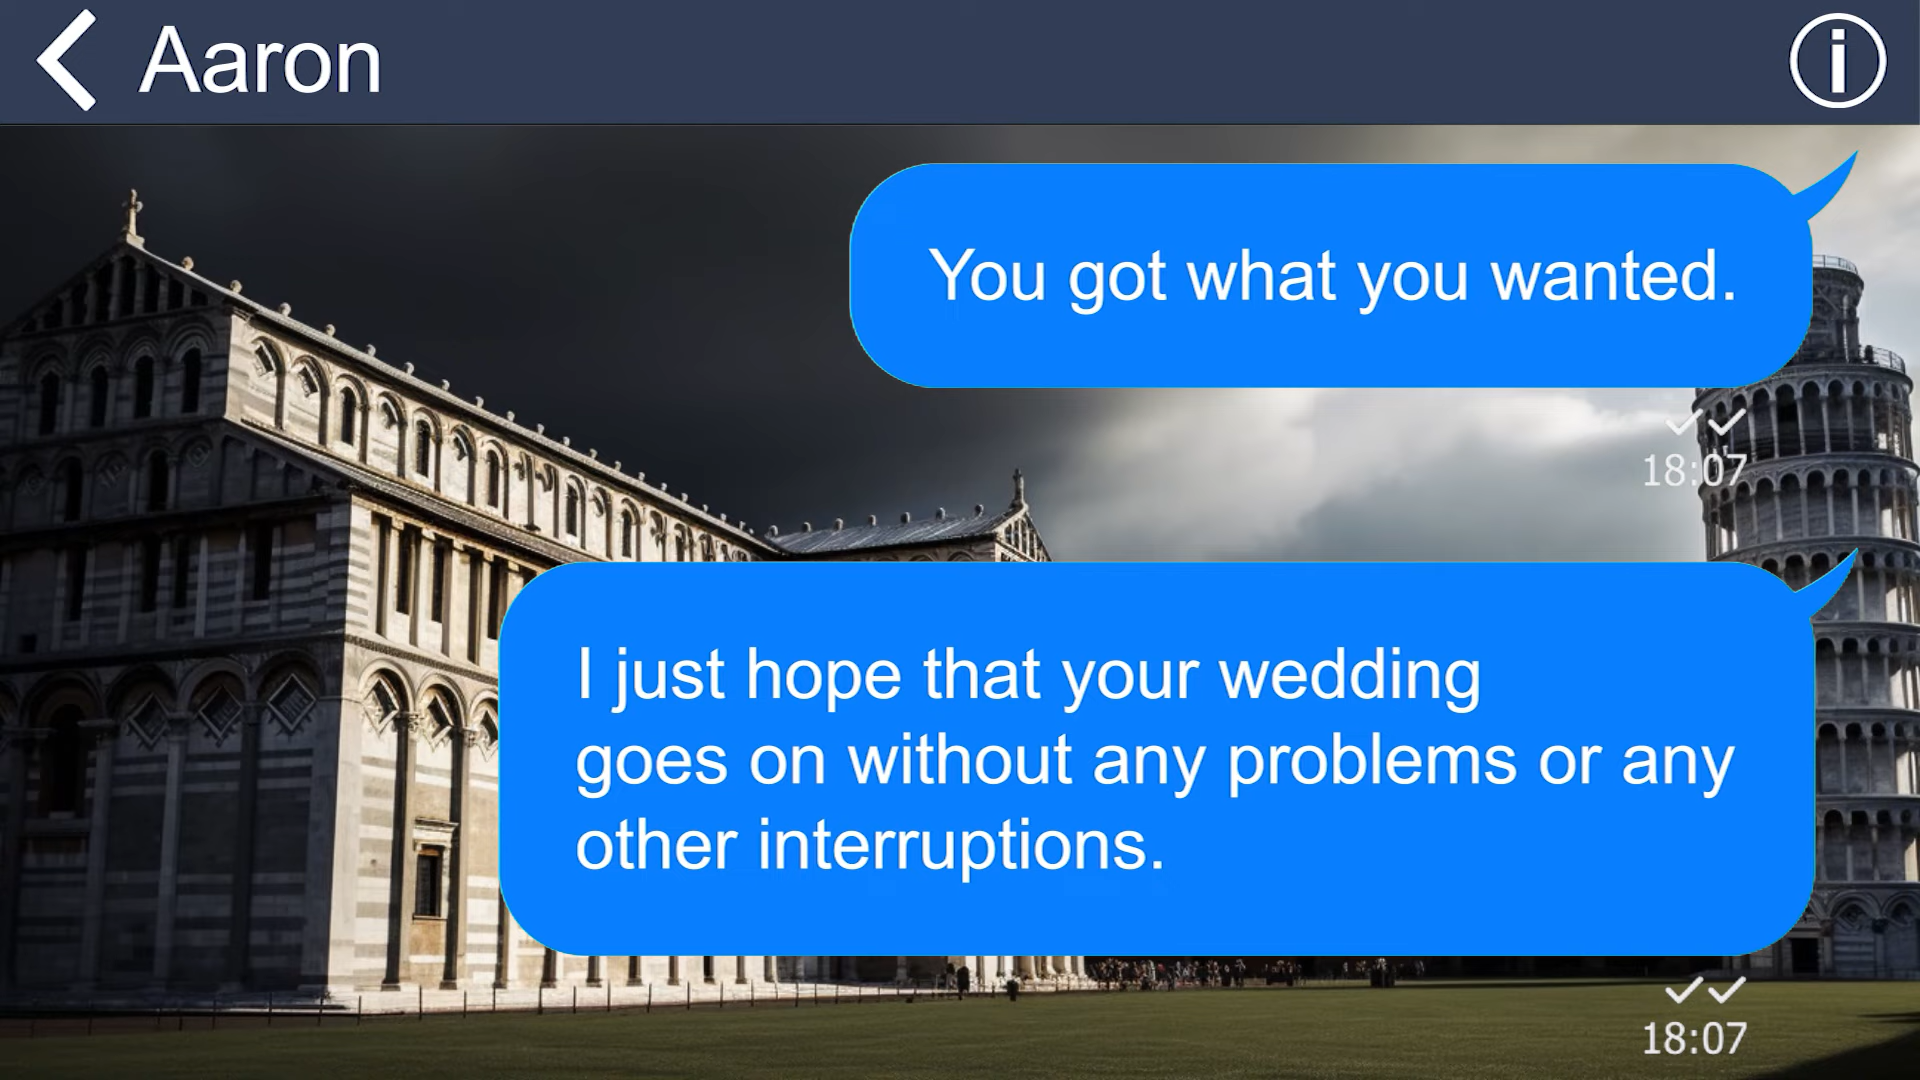 Aaron
You got what you wanted.
18:07
I just hope that your wedding
goes on without any problems or any
other interruptions.
18:07